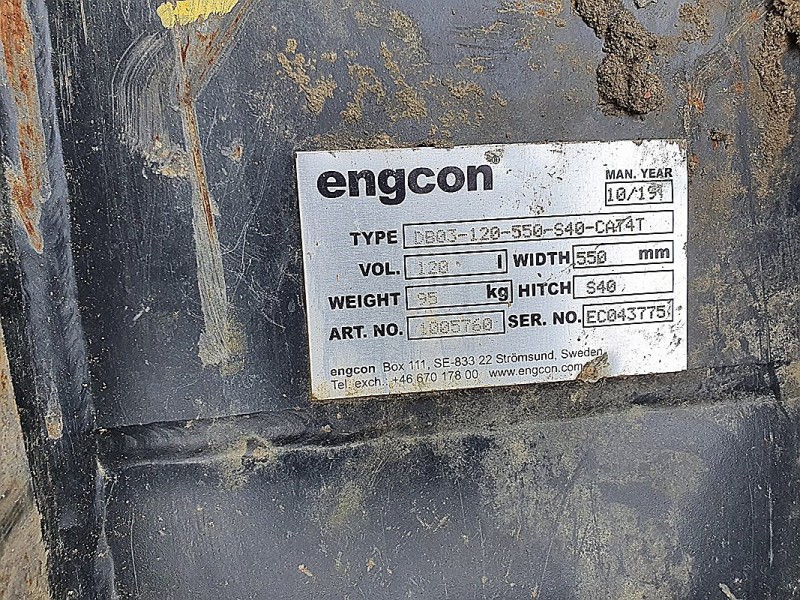 engcon
MAN. YEAR
10/19
TYPE DB03-120-550-S40-CAT4T
VOL. 120 l WIDTH 550 mm
WEIGHT 95 kg HITCH S40
ART. NO. 1005760 SER. NO. EC043775
engcon Box 111, SE-833 22 Strömsund, Sweden
Tel. exch.: +46 670 178 00 www.engcon.com